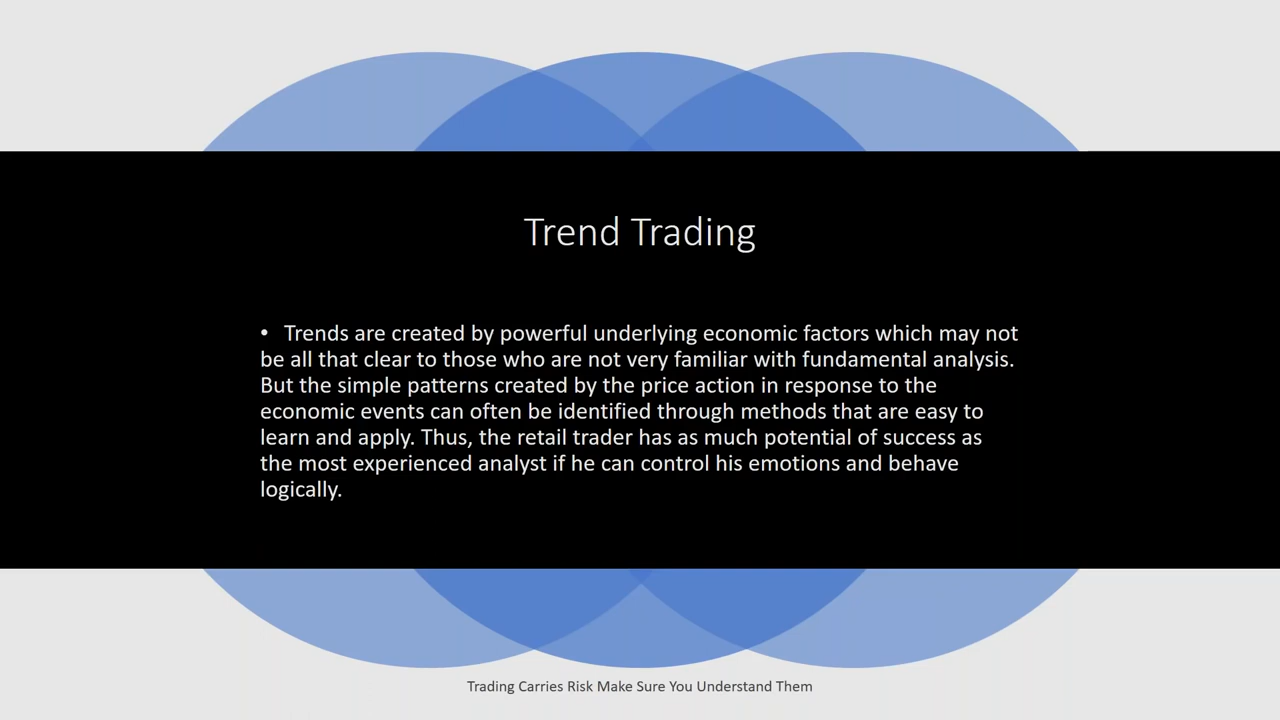 Trend Trading
• Trends are created by powerful underlying economic factors which may not
be all that clear to those who are not very familiar with fundamental analysis.
But the simple patterns created by the price action in response to the
economic events can often be identified through methods that are easy to
learn and apply. Thus, the retail trader has as much potential of success as
the most experienced analyst if he can control his emotions and behave
logically.
Trading Carries Risk Make Sure You Understand Them